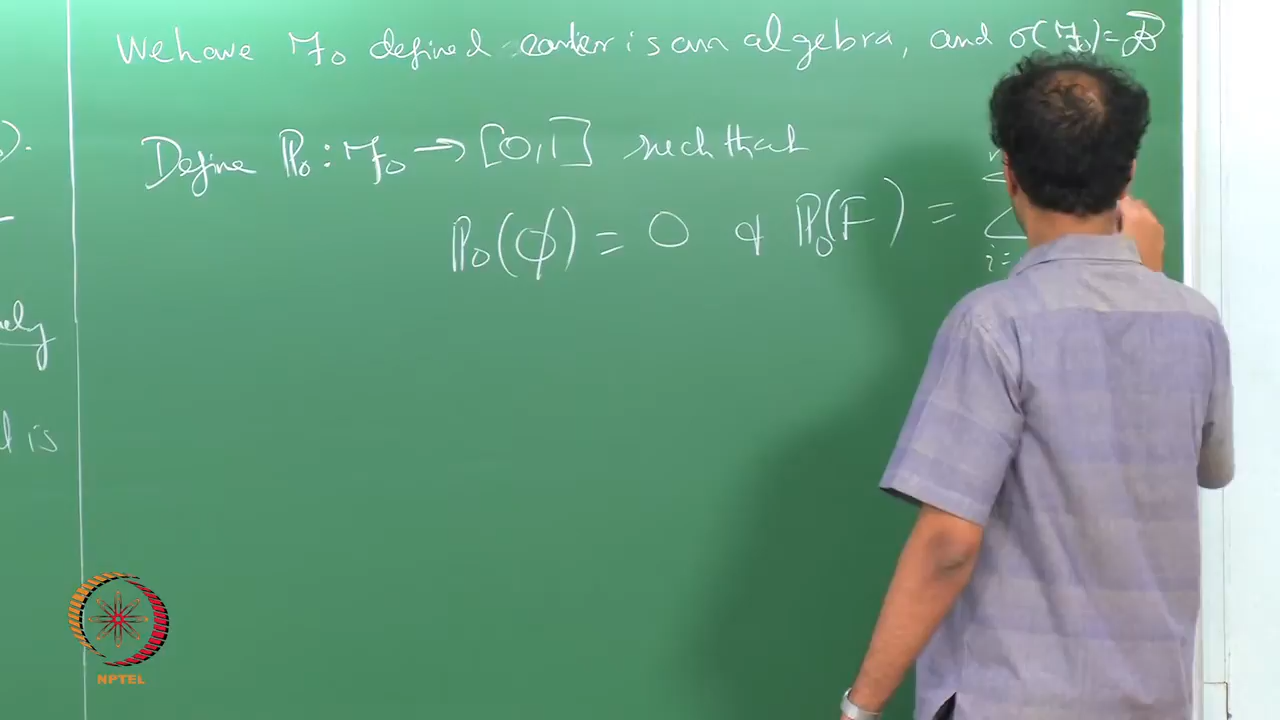 We have ℱ₀ defined earlier is an algebra, and σ(ℱ₀)=ℬ
).
Define ℙ₀ : ℱ₀ → [0,1] such that
ℙ₀(φ) = 0 & ℙ₀(F) = Σ i=
is
NPTEL